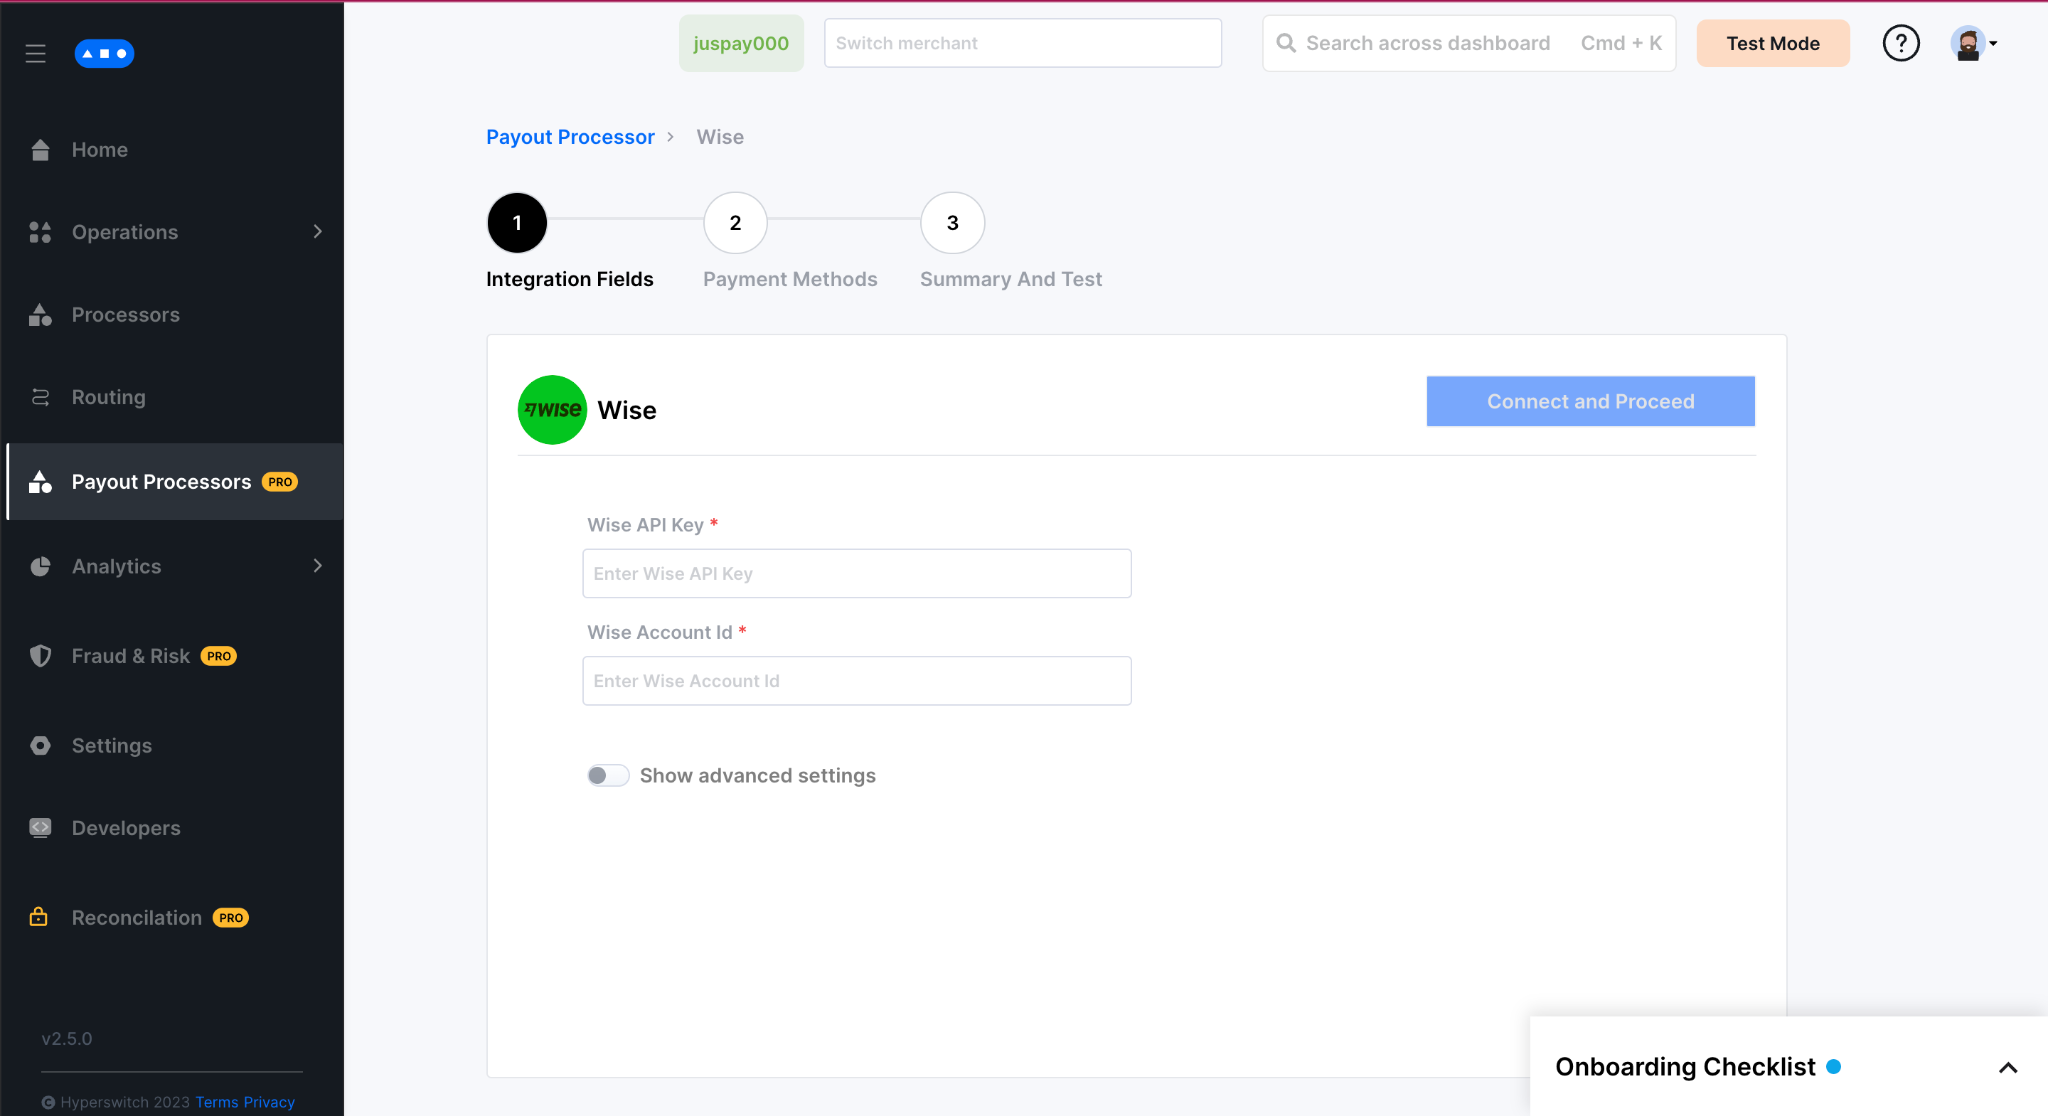 juspay000
Switch merchant
Search across dashboard Cmd + K
Test Mode
?
Home
Operations
Processors
Routing
Payout Processors PRO
Analytics
Fraud & Risk PRO
Settings
Developers
Reconcilation PRO
v2.5.0
© Hyperswitch 2023 Terms Privacy
Payout Processor > Wise
1
2
3
Integration Fields
Payment Methods
Summary And Test
WISE
Wise
Connect and Proceed
Wise API Key *
Enter Wise API Key
Wise Account Id *
Enter Wise Account Id
Show advanced settings
Onboarding Checklist